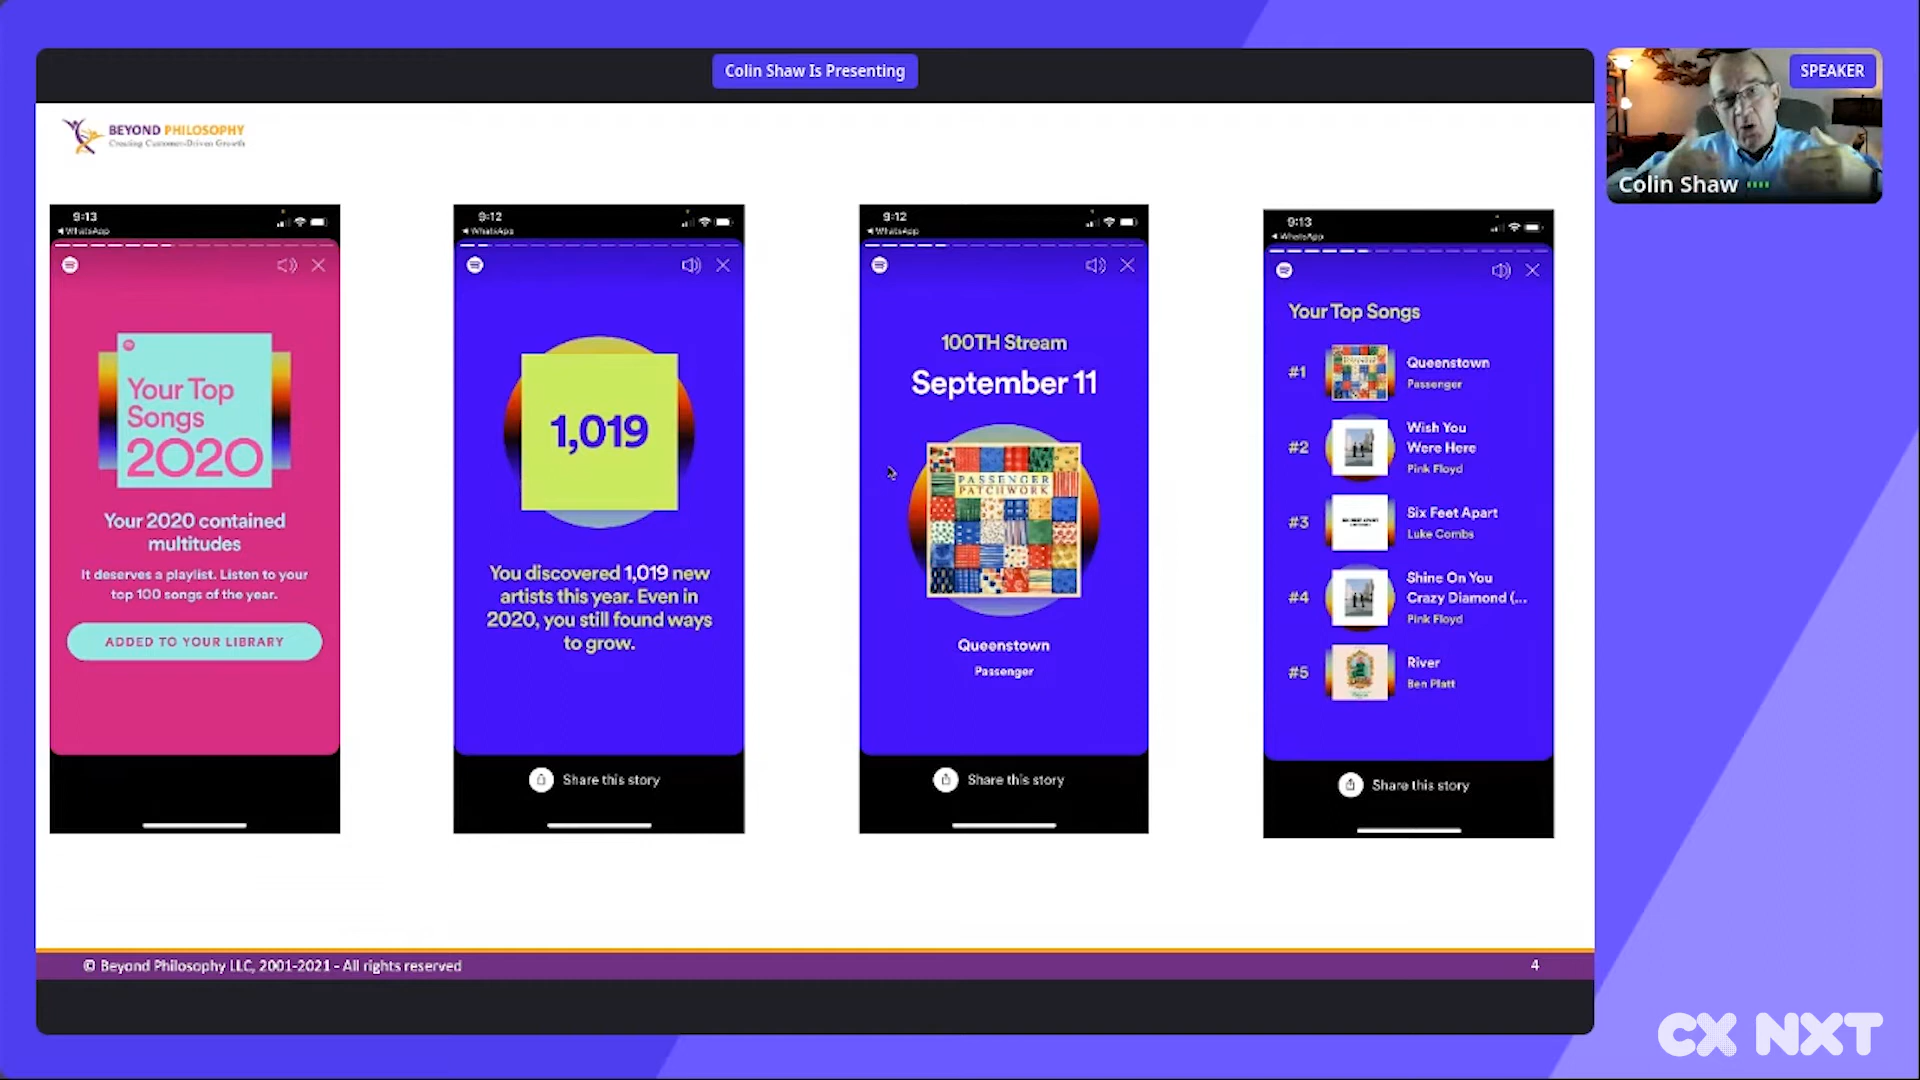 Colin Shaw Is Presenting
SPEAKER
Colin Shaw
BEYOND PHILOSOPHY
Creating Customer-Driven Growth
9:13
WhatsApp
Your Top
Songs
2020
Your 2020 contained
multitudes
It deserves a playlist. Listen to your
top 100 songs of the year.
ADDED TO YOUR LIBRARY
9:12
WhatsApp
1,019
You discovered 1,019 new
artists this year. Even in
2020, you still found ways
to grow.
Share this story
9:12
WhatsApp
100TH Stream
September 11
PASSENGER
PATCHWORK
Queenstown
Passenger
Share this story
9:13
WhatsApp
Your Top Songs
#1
Queenstown
Passenger
#2
Wish You
Were Here
Pink Floyd
#3
Six Feet Apart
Luke Combs
#4
Shine On You
Crazy Diamond (...
Pink Floyd
#5
River
Ben Platt
Share this story
© Beyond Philosophy LLC, 2001-2021 - All rights reserved
4
CX NXT